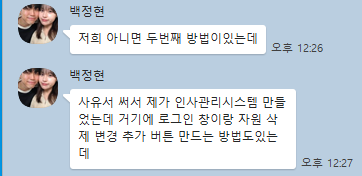 백정현
저희 아니면 두번째 방법이있는데
오후 12:26
백정현
사유서 써서 제가 인사관리시스템 만들
었는데 거기에 로그인 창이랑 자원 삭
제 변경 추가 버튼 만드는 방법도있는
데
오후 12:27